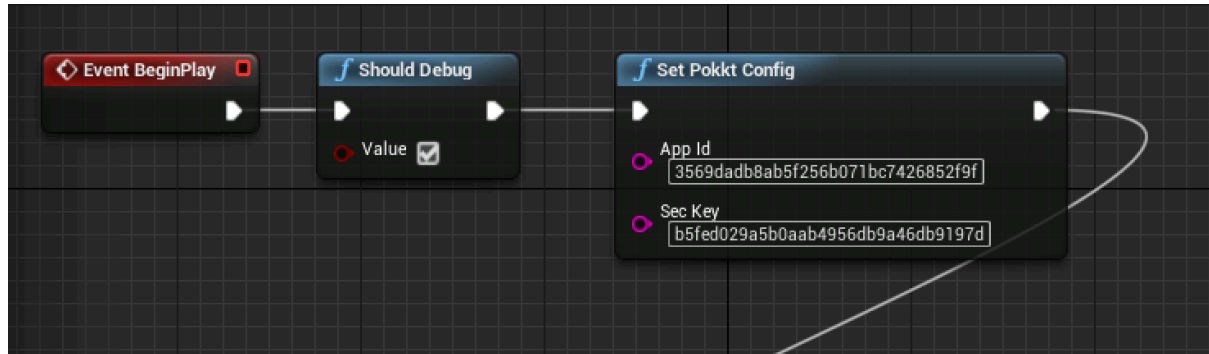 Event BeginPlay
Should Debug
Value
Set Pokkt Config
App Id
3569dadb8ab5f256b071bc7426852f9f
Sec Key
b5fed029a5b0aab4956db9a46db9197d